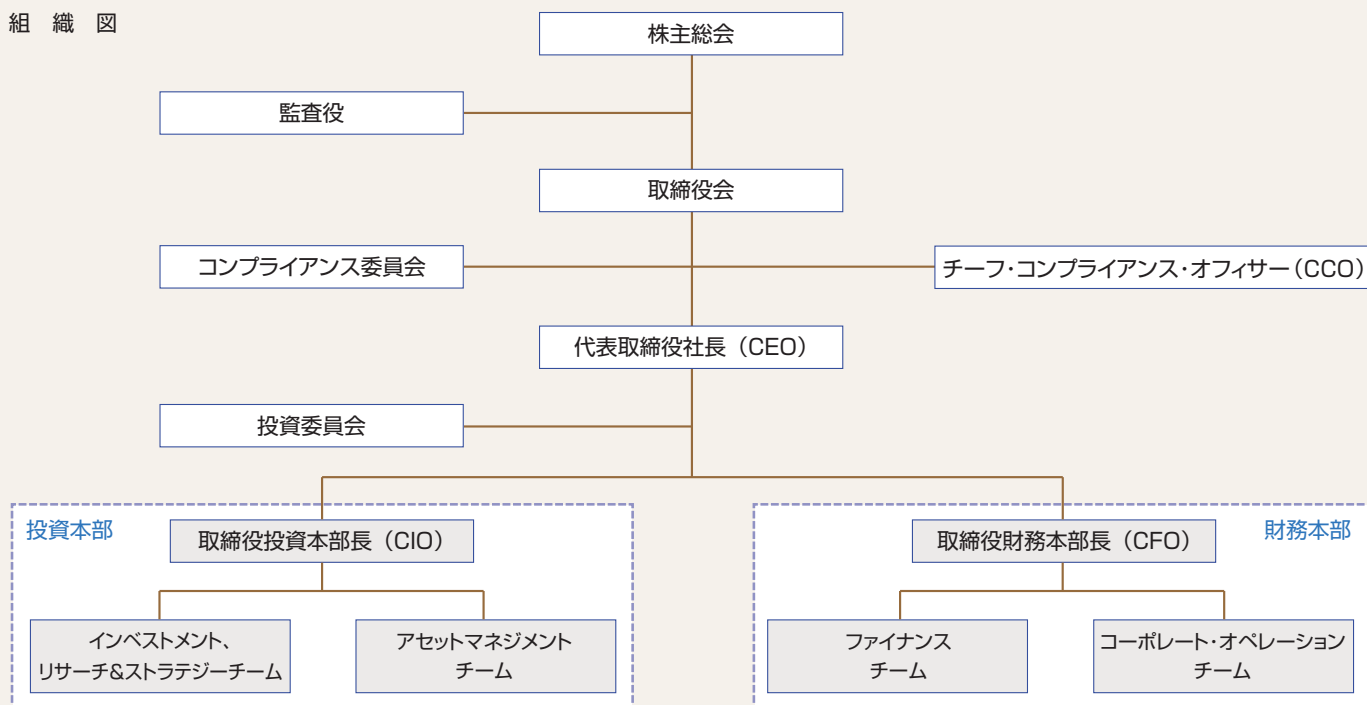 組織図
株主総会
監査役
取締役会
コンプライアンス委員会
チーフ・コンプライアンス・オフィサー（CCO）
代表取締役社長（CEO）
投資委員会
投資本部
取締役投資本部長（CIO）
取締役財務本部長（CFO）
財務本部
インベストメント、
リサーチ&ストラテジーチーム
アセットマネジメント
チーム
ファイナンス
チーム
コーポレート・オペレーション
チーム